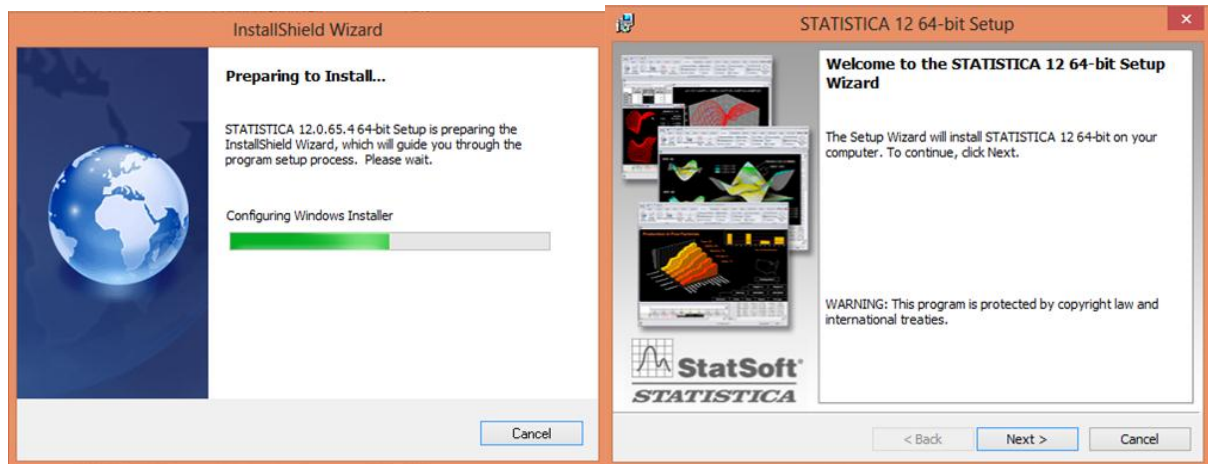 InstallShield Wizard
Preparing to Install...
STATISTICA 12.0.65.4 64-bit Setup is preparing the
InstallShield Wizard, which will guide you through the
program setup process. Please wait.
Configuring Windows Installer
Cancel
STATISTICA 12 64-bit Setup
Welcome to the STATISTICA 12 64-bit Setup
Wizard
The Setup Wizard will install STATISTICA 12 64-bit on your
computer. To continue, click Next.
WARNING: This program is protected by copyright law and
international treaties.
StatSoft®
STATISTICA
< Back
Next >
Cancel